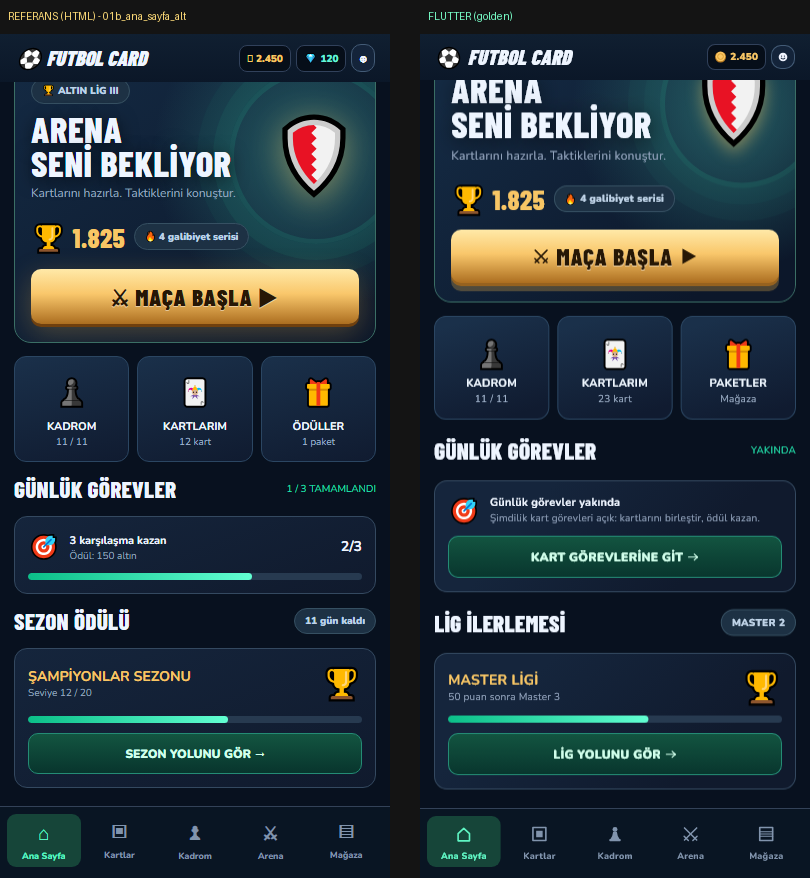 REFERANS (HTML) - 01b_ana_sayfa_alt
FUTBOL CARD
2.450
120
ALTIN LİG III
ARENA
SENİ BEKLİYOR
Kartlarını hazırla. Taktiklerini konuştur.
1.825
4 galibiyet serisi
MAÇA BAŞLA
KADROM
11 / 11
KARTLARIM
12 kart
ÖDÜLLER
1 paket
GÜNLÜK GÖREVLER
1 / 3 TAMAMLANDI
3 karşılaşma kazan
Ödül: 150 altın
2/3
SEZON ÖDÜLÜ
11 gün kaldı
ŞAMPİYONLAR SEZONU
Seviye 12 / 20
SEZON YOLUNU GÖR →
Ana Sayfa
Kartlar
Kadrom
Arena
Mağaza
FLUTTER (golden)
FUTBOL CARD
2.450
ARENA
SENİ BEKLİYOR
Kartlarını hazırla. Taktiklerini konuştur.
1.825
4 galibiyet serisi
MAÇA BAŞLA
KADROM
11 / 11
KARTLARIM
23 kart
PAKETLER
Mağaza
GÜNLÜK GÖREVLER
YAKINDA
Günlük görevler yakında
Şimdilik kart görevleri açık: kartlarını birleştir, ödül kazan.
KART GÖREVLERİNE GİT →
LİG İLERLEMESİ
MASTER 2
MASTER LİGİ
50 puan sonra Master 3
LİG YOLUNU GÖR →
Ana Sayfa
Kartlar
Kadrom
Arena
Mağaza